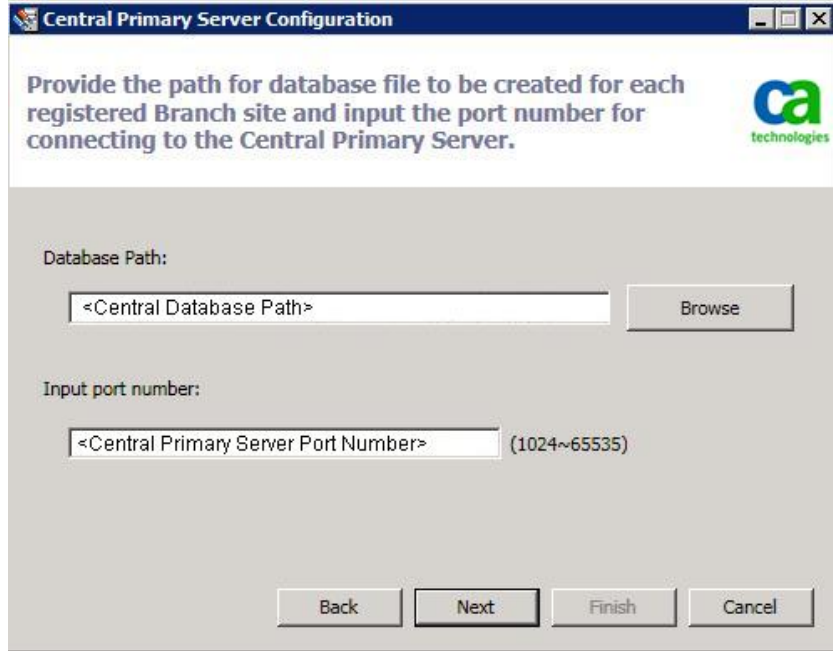 Central Primary Server Configuration
Provide the path for database file to be created for each
registered Branch site and input the port number for
connecting to the Central Primary Server.
ca
technologies
Database Path:
<Central Database Path>
Browse
Input port number:
<Central Primary Server Port Number>
(1024~65535)
Back
Next
Finish
Cancel